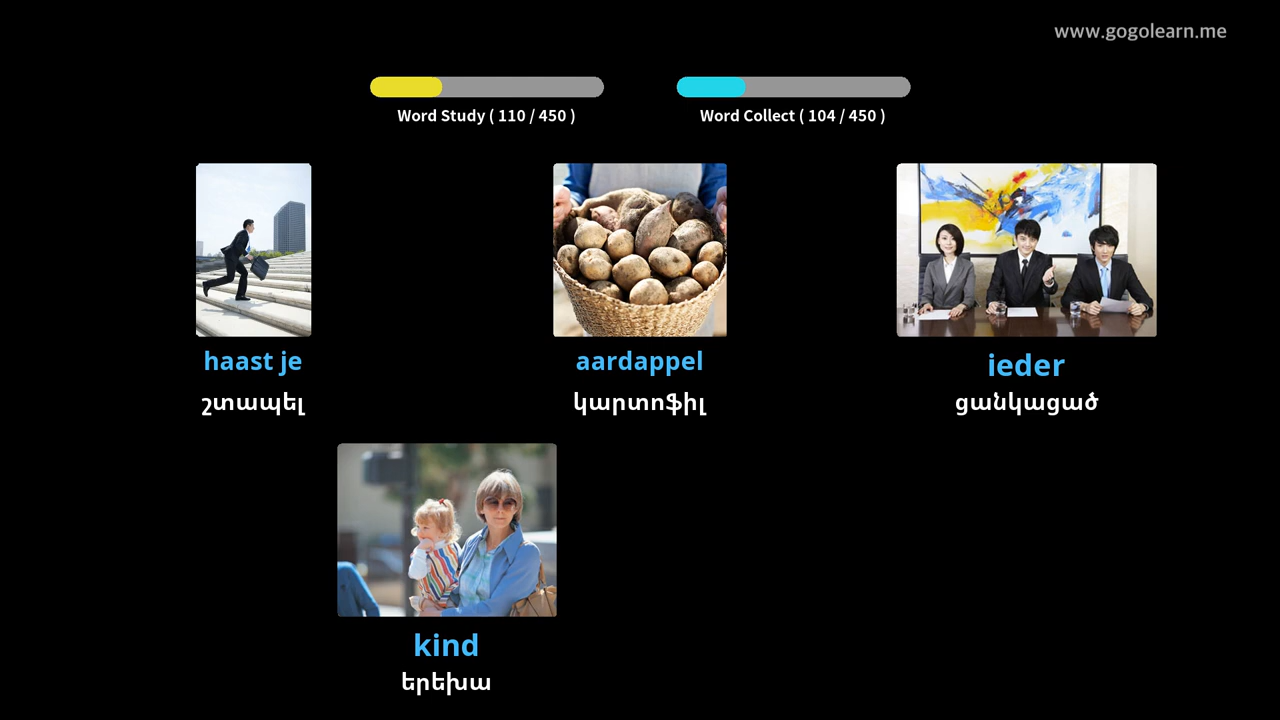 www.gogolearn.me
Word Study ( 110 / 450 )
Word Collect ( 104 / 450 )
haast je
շտապել
aardappel
կարտոֆիլ
ieder
ցանկացած
kind
երեխա